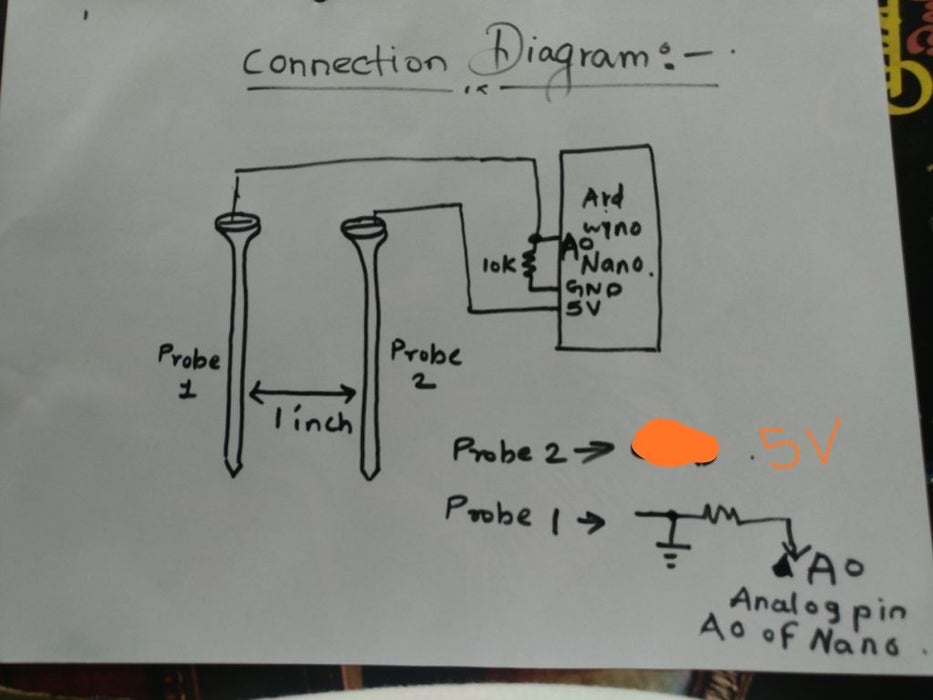 Connection Diagram:-
Ard
wino
A0
Nano.
10K
GND
5V
Probe
1
Probe
2
1 inch
Probe 2 → . 5V
Probe 1 →
A0
Analog pin
A0 of Nano.